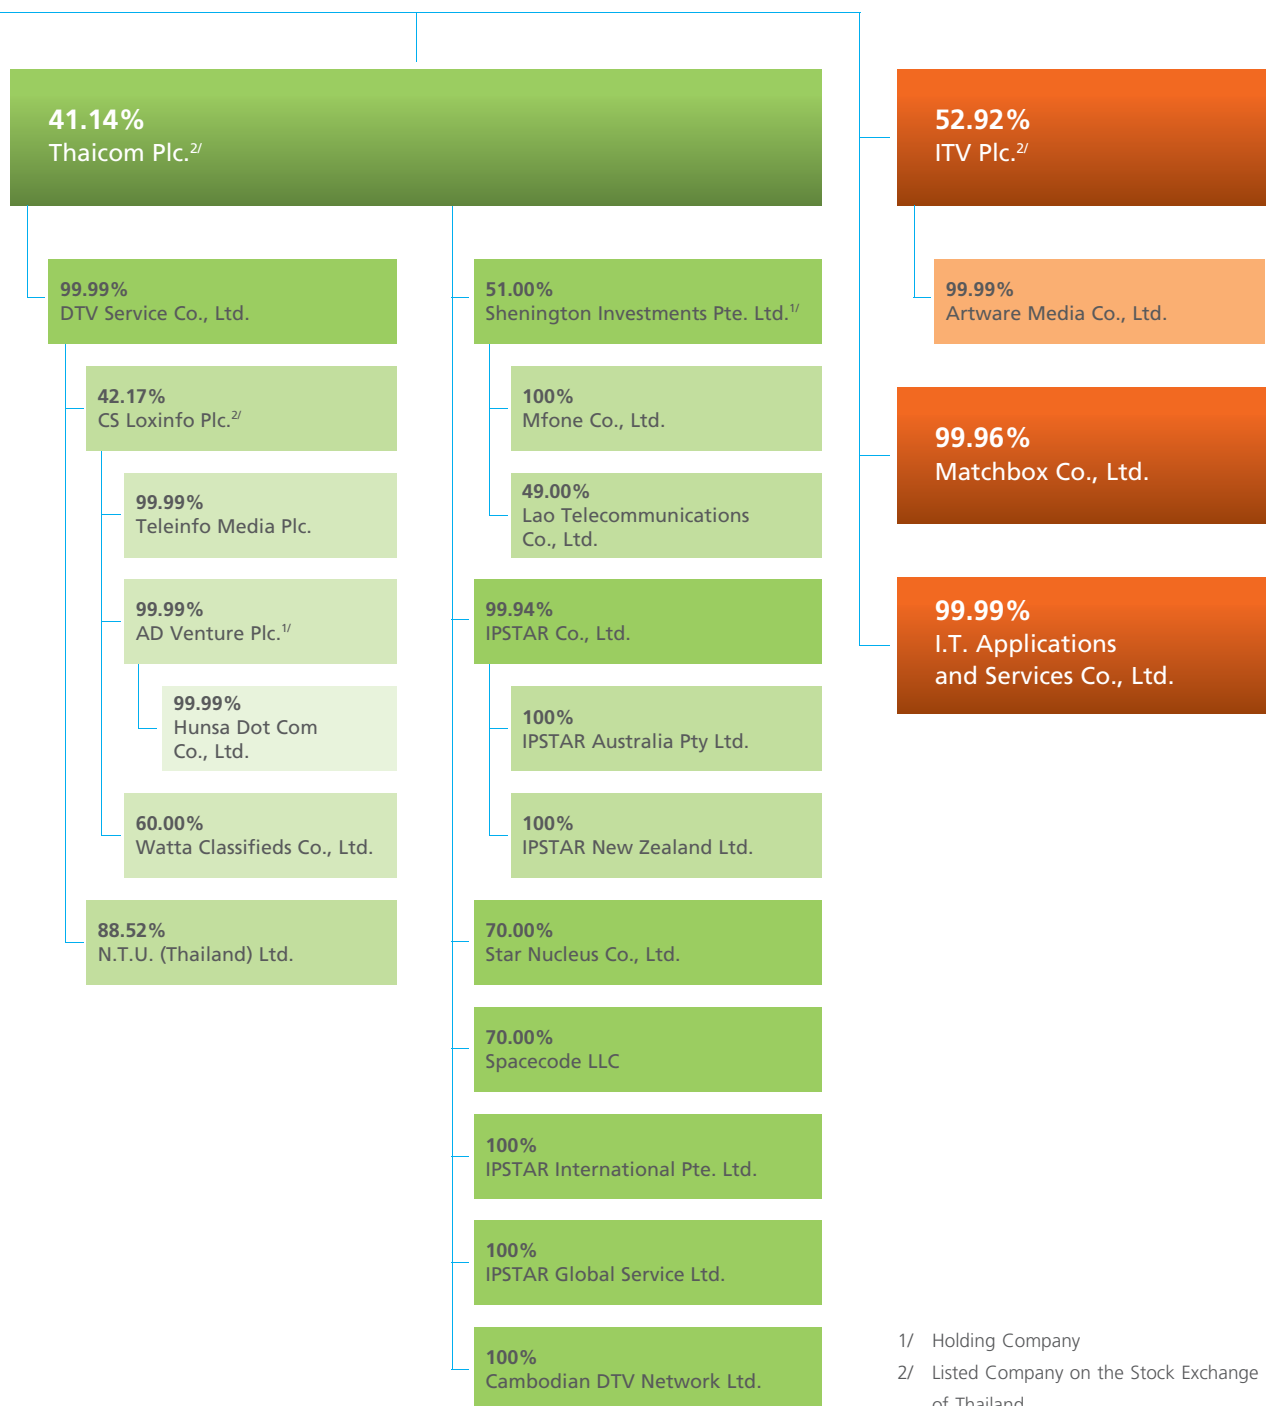 41.14%
Thaicom Plc.2/
99.99%
DTV Service Co., Ltd.
42.17%
CS Loxinfo Plc.2/
99.99%
Teleinfo Media Plc.
99.99%
AD Venture Plc.1/
99.99%
Hunsa Dot Com
Co., Ltd.
60.00%
Watta Classifieds Co., Ltd.
88.52%
N.T.U. (Thailand) Ltd.
51.00%
Shenington Investments Pte. Ltd.1/
100%
Mfone Co., Ltd.
49.00%
Lao Telecommunications
Co., Ltd.
99.94%
IPSTAR Co., Ltd.
100%
IPSTAR Australia Pty Ltd.
100%
IPSTAR New Zealand Ltd.
70.00%
Star Nucleus Co., Ltd.
70.00%
Spacecode LLC
100%
IPSTAR International Pte. Ltd.
100%
IPSTAR Global Service Ltd.
100%
Cambodian DTV Network Ltd.
52.92%
ITV Plc.2/
99.99%
Artware Media Co., Ltd.
99.96%
Matchbox Co., Ltd.
99.99%
I.T. Applications
and Services Co., Ltd.
1/ Holding Company
2/ Listed Company on the Stock Exchange
of Thailand